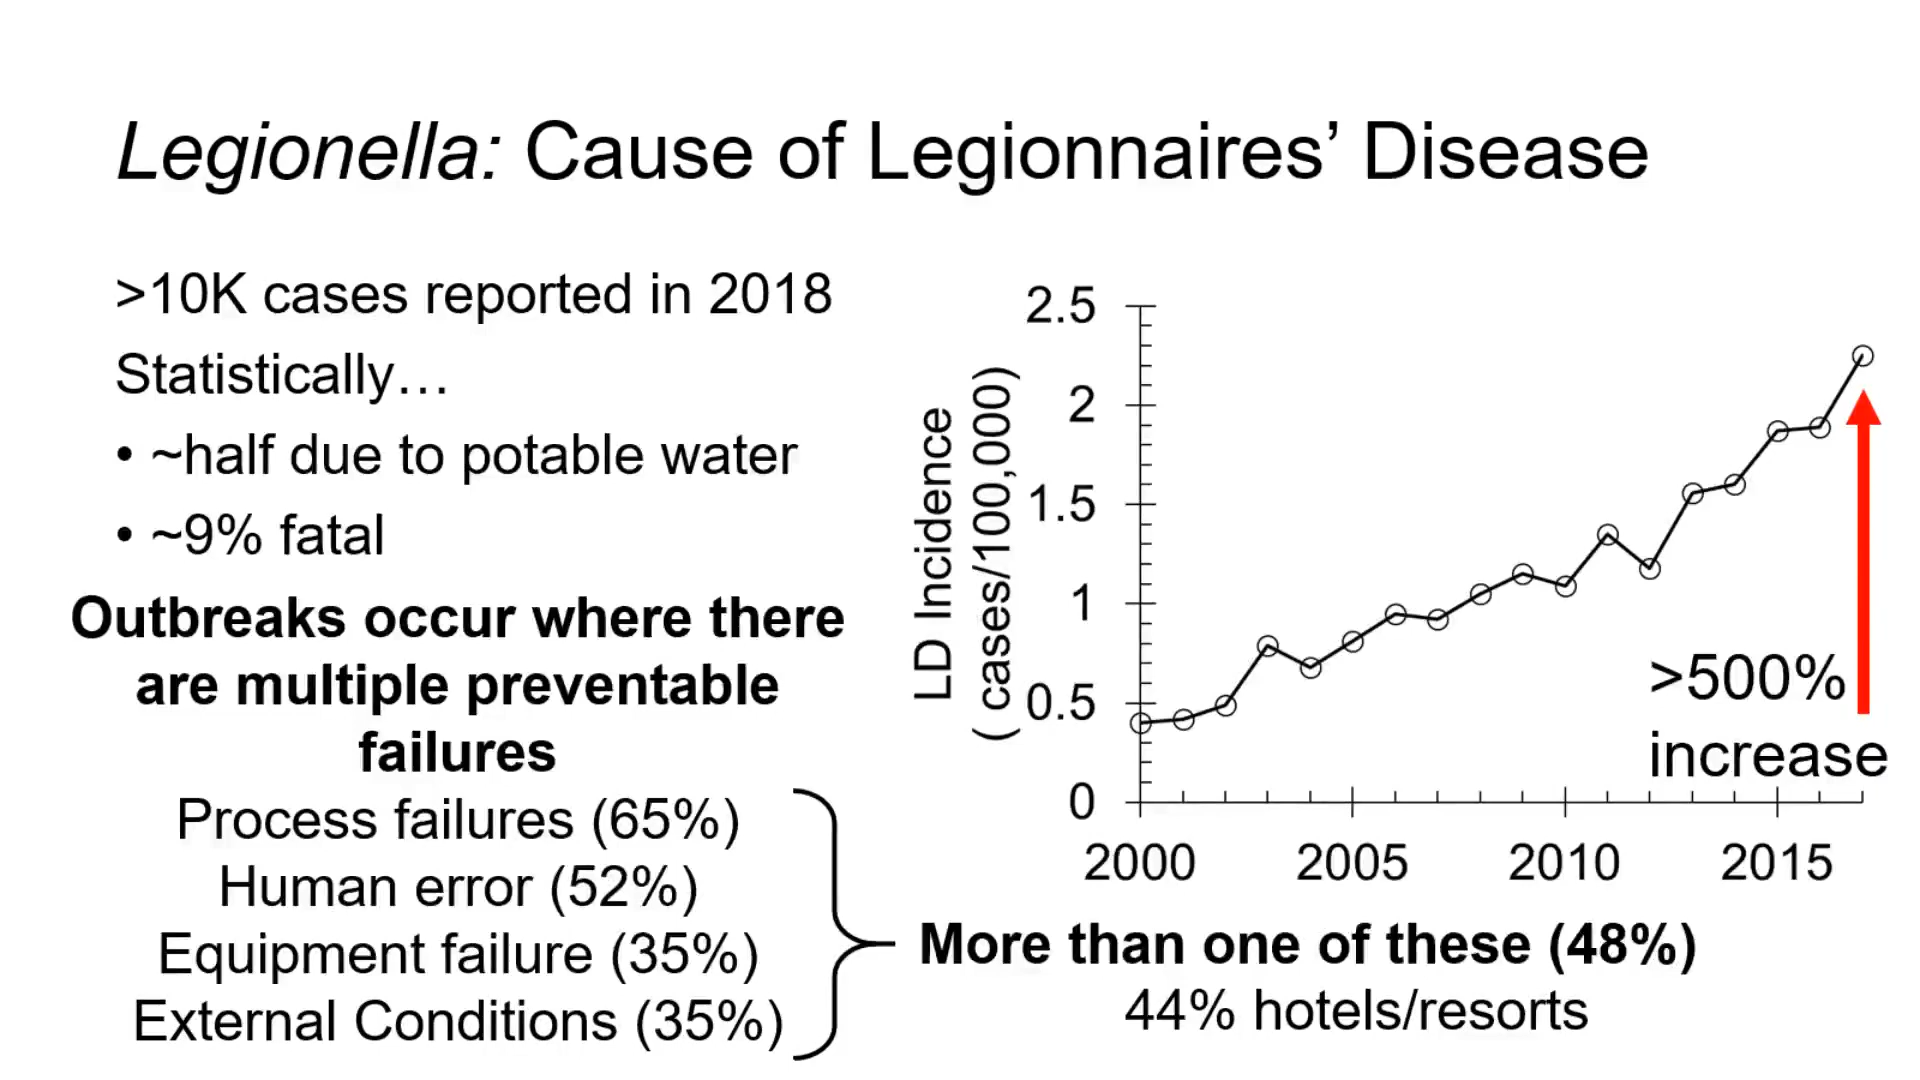 Legionella: Cause of Legionnaires’ Disease
>10K cases reported in 2018
Statistically…
• ~half due to potable water
• ~9% fatal
Outbreaks occur where there
are multiple preventable
failures
Process failures (65%)
Human error (52%)
Equipment failure (35%)
External Conditions (35%)
LD Incidence
( cases/100,000)
2.5
2
1.5
1
0.5
0
2000 2005 2010 2015
>500%
increase
More than one of these (48%)
44% hotels/resorts